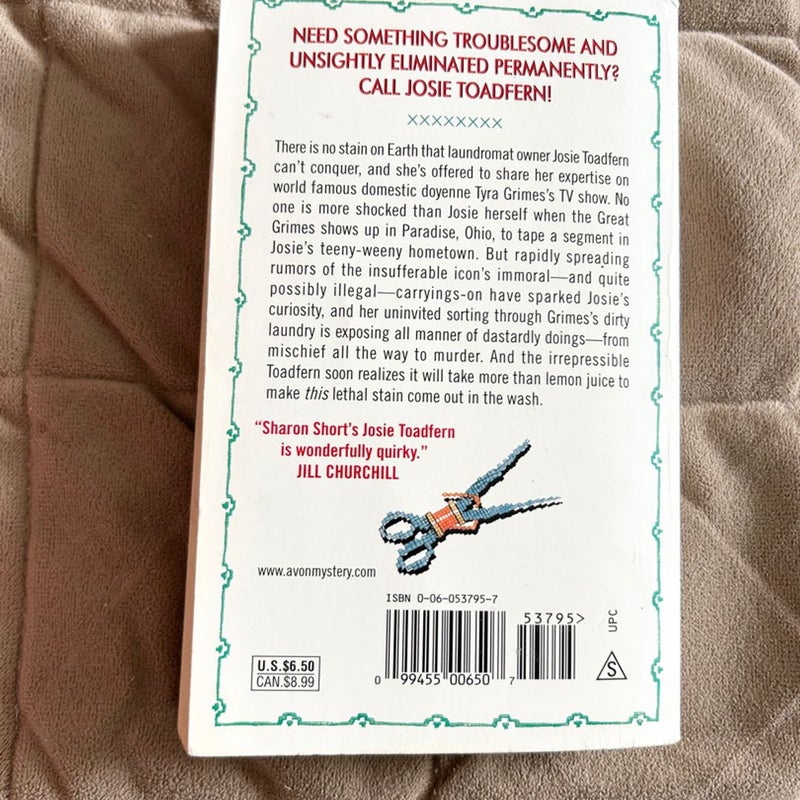 NEED SOMETHING TROUBLESOME AND
UNSIGHTLY ELIMINATED PERMANENTLY?
CALL JOSIE TOADFERN!
XXXXXXXX
There is no stain on Earth that laundromat owner Josie Toadfern
can't conquer, and she's offered to share her expertise on
world famous domestic doyenne Tyra Grimes's TV show. No
one is more shocked than Josie herself when the Great
Grimes shows up in Paradise, Ohio, to tape a segment in
Josie's teeny-weeny hometown. But rapidly spreading
rumors of the insufferable icon's immoral—and quite
possibly illegal—carryings-on have sparked Josie's
curiosity, and her uninvited sorting through Grimes's dirty
laundry is exposing all manner of dastardly doings—from
mischief all the way to murder. And the irrepressible
Toadfern soon realizes it will take more than lemon juice to
make this lethal stain come out in the wash.
"Sharon Short's Josie Toadfern
is wonderfully quirky."
JILL CHURCHILL
www.avonmystery.com
ISBN 0-06-053795-7
53795>
UPC
U.S.$6.50
CAN.$8.99
0 99455 00650 7
S